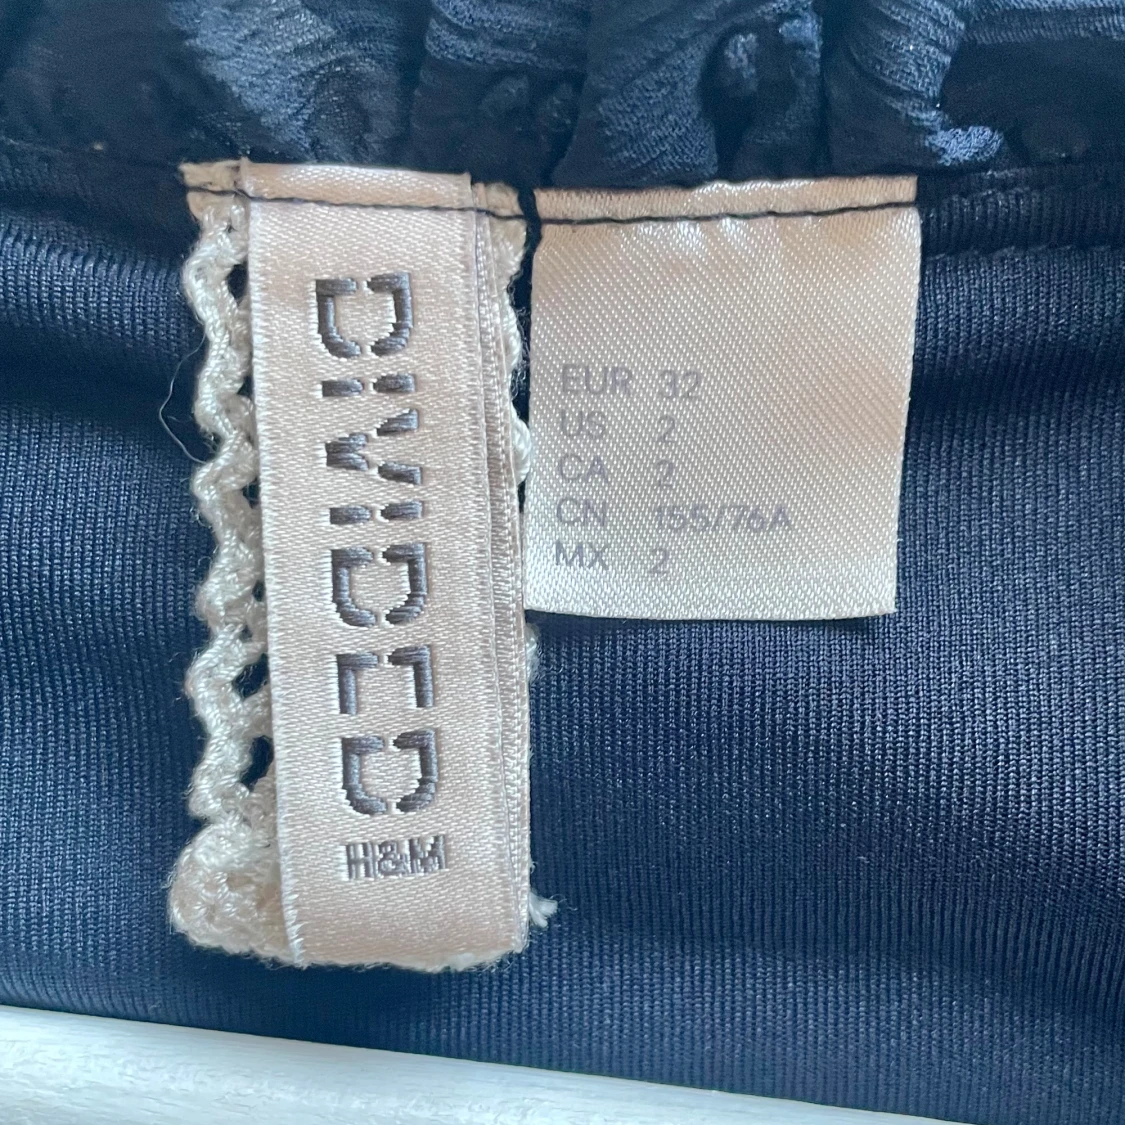 DIVIDED
H&M
EUR 32
US 2
CA 2
CN 155/76A
MX 2